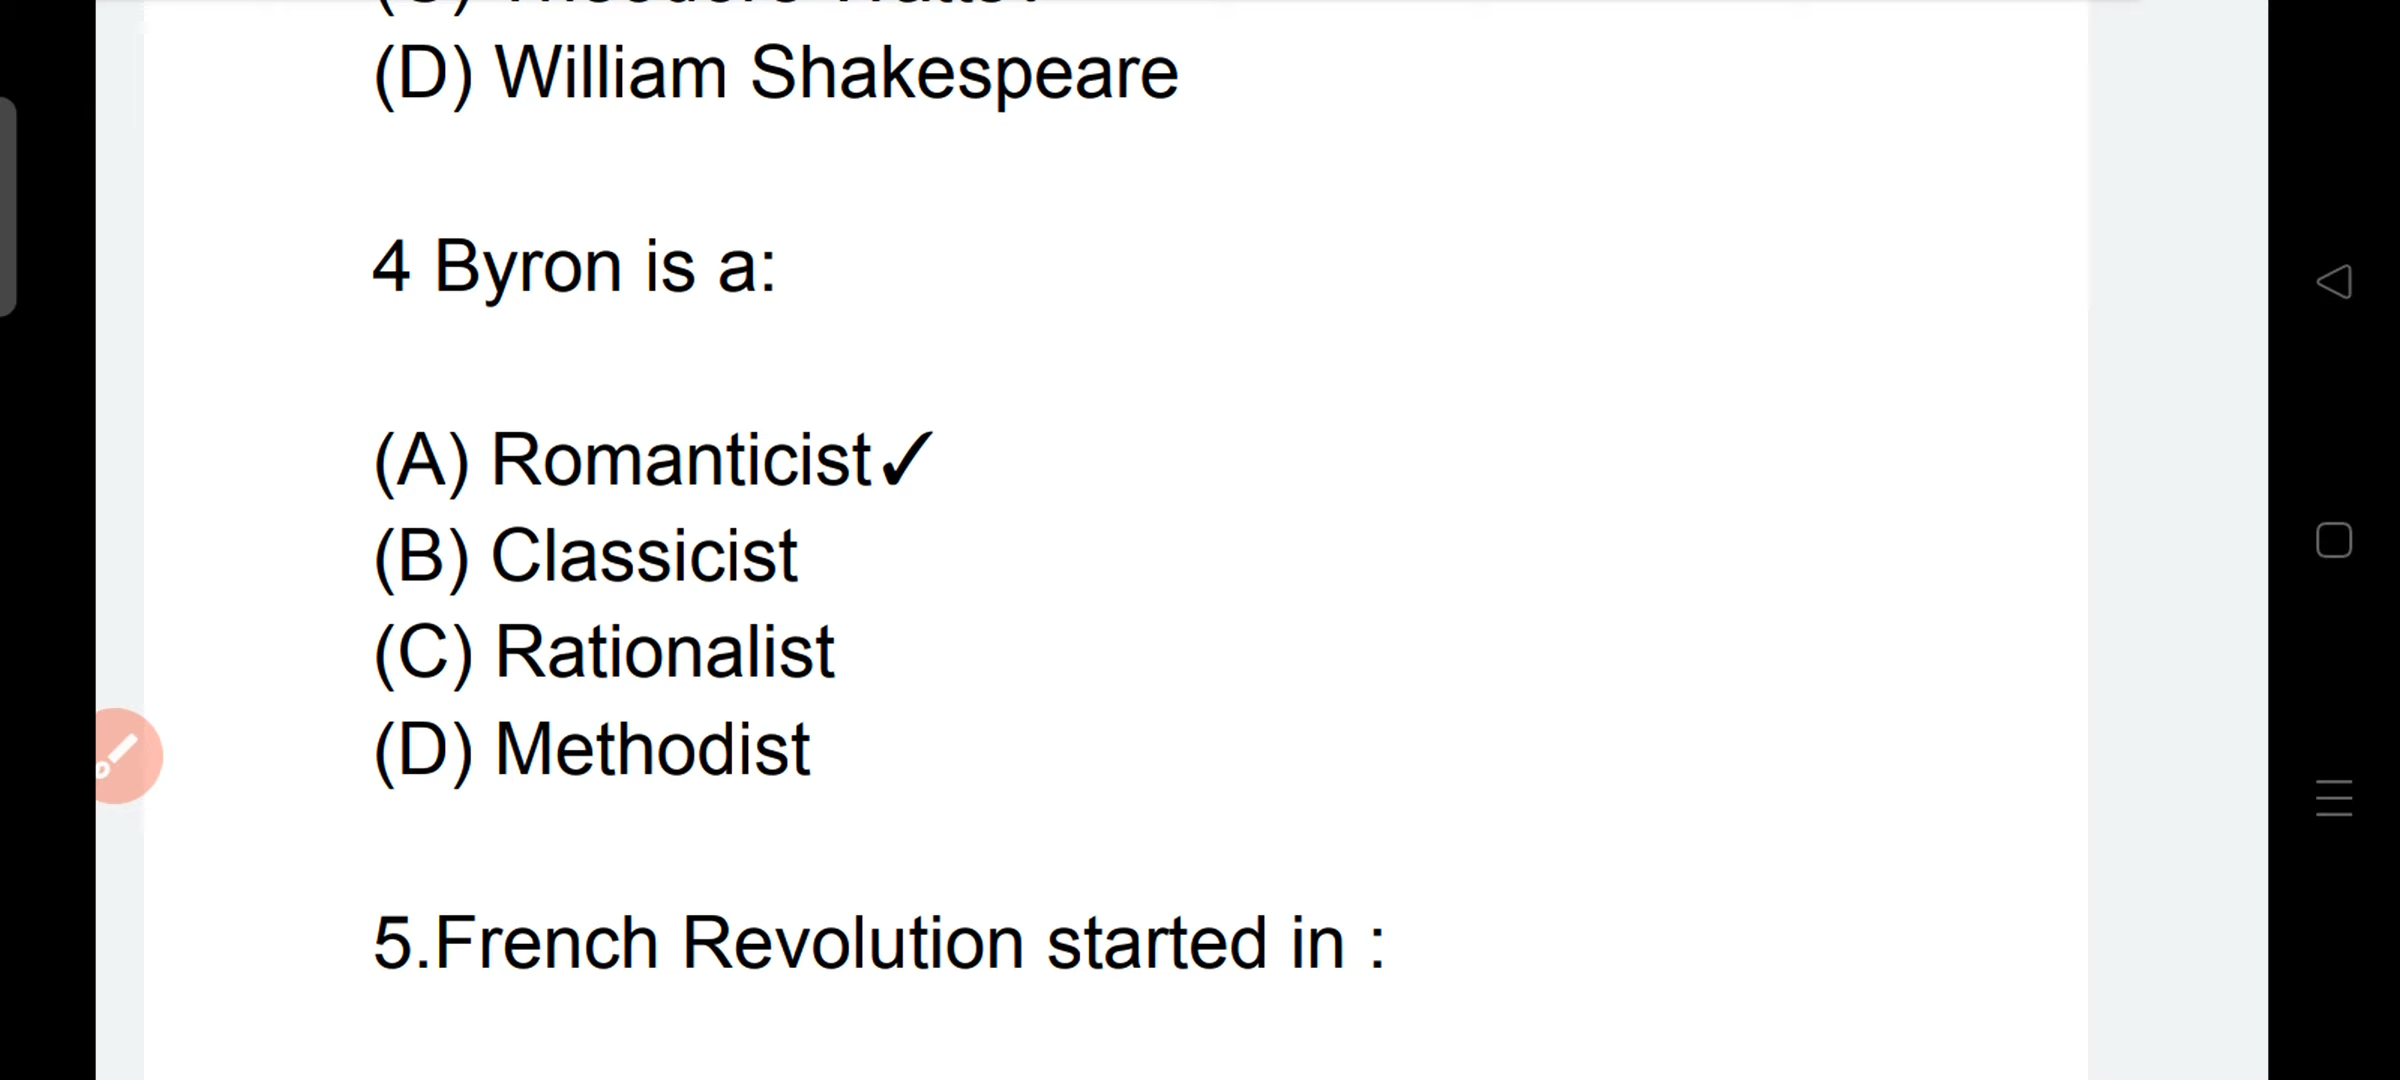 (D) William Shakespeare
4 Byron is a:
(A) Romanticist✓
(B) Classicist
(C) Rationalist
(D) Methodist
5.French Revolution started in :